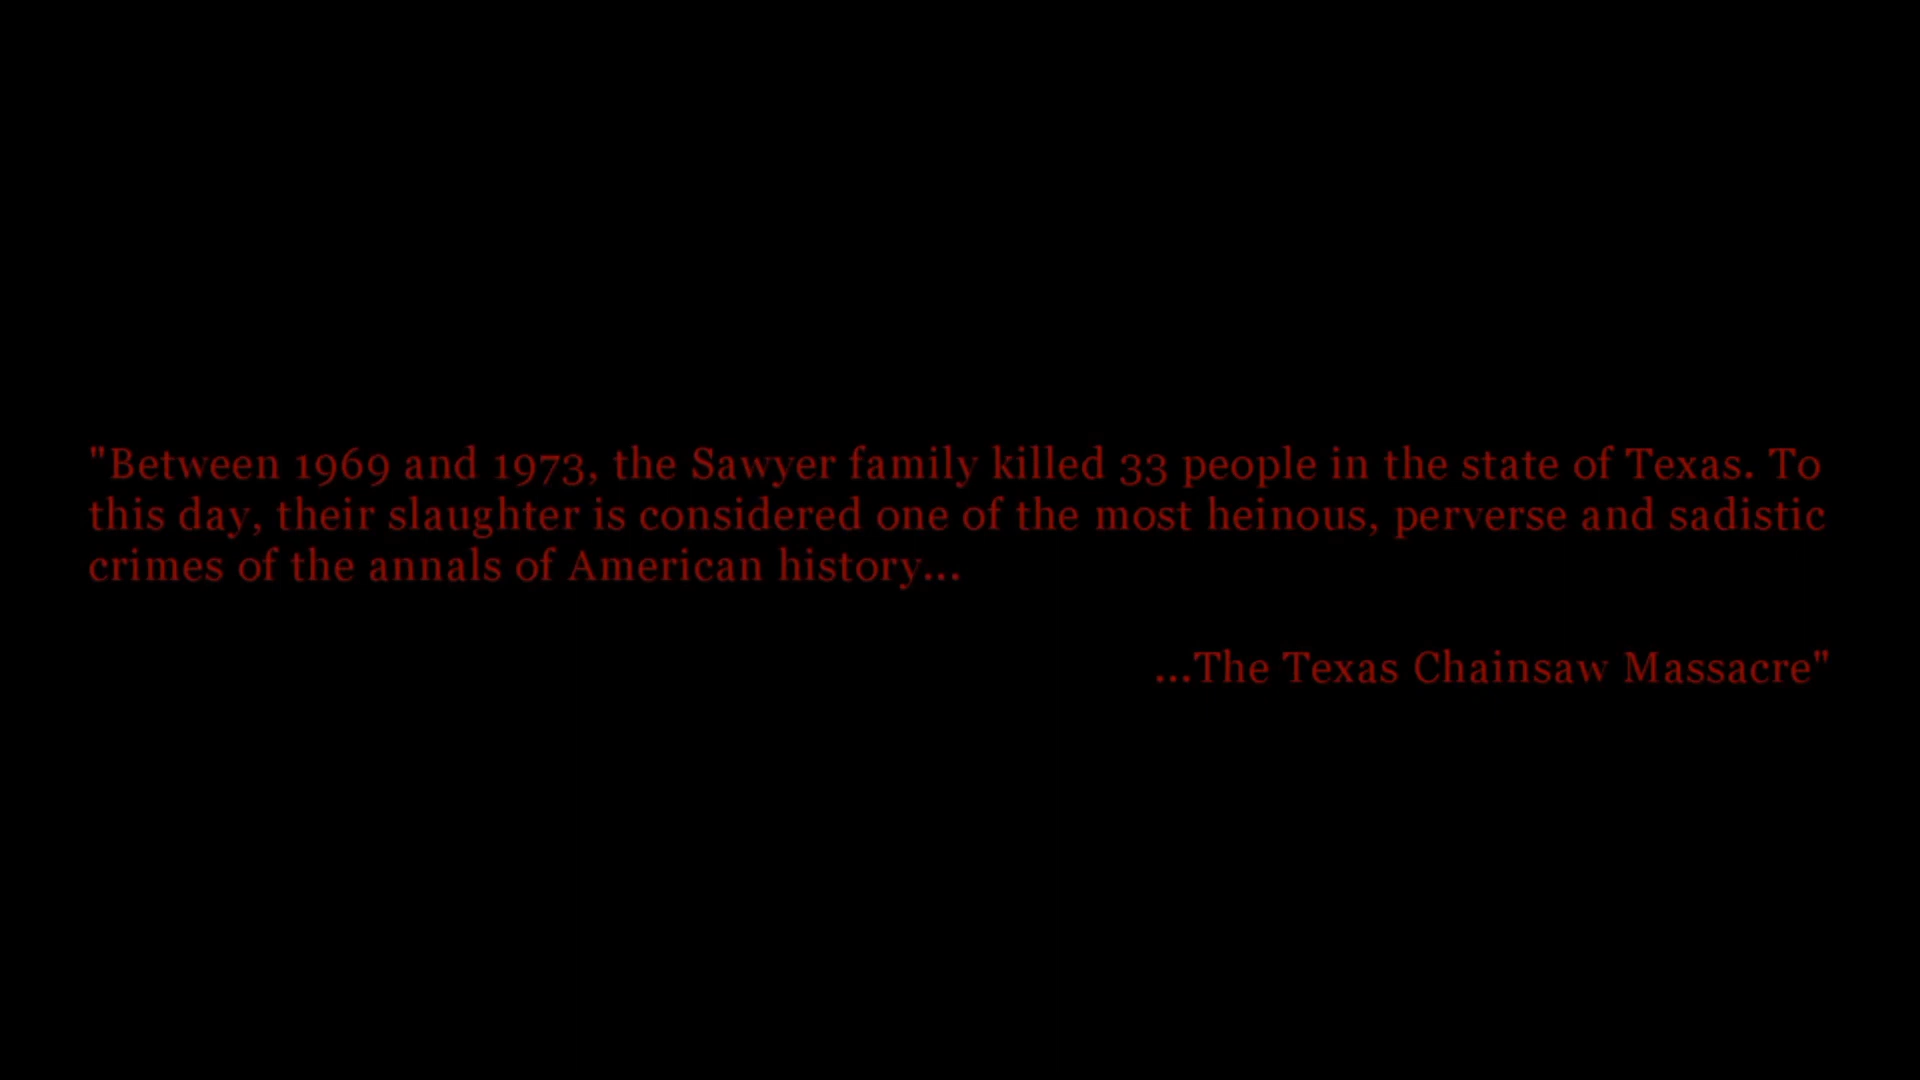 "Between 1969 and 1973, the Sawyer family killed 33 people in the state of Texas. To
this day, their slaughter is considered one of the most heinous, perverse and sadistic
crimes of the annals of American history...
...The Texas Chainsaw Massacre"